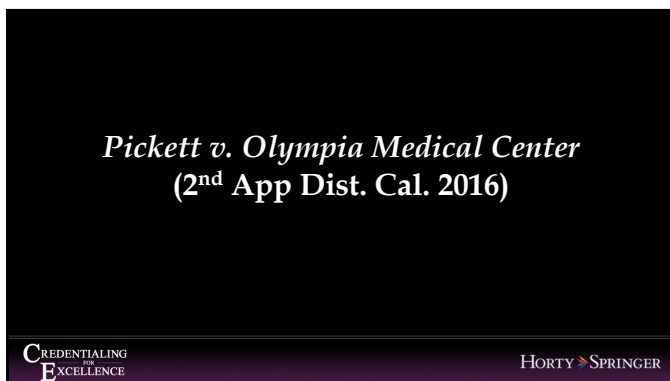 Pickett v. Olympia Medical Center
(2nd App Dist. Cal. 2016)
CREDENTIALING
FOR
EXCELLENCE
HORTY SPRINGER